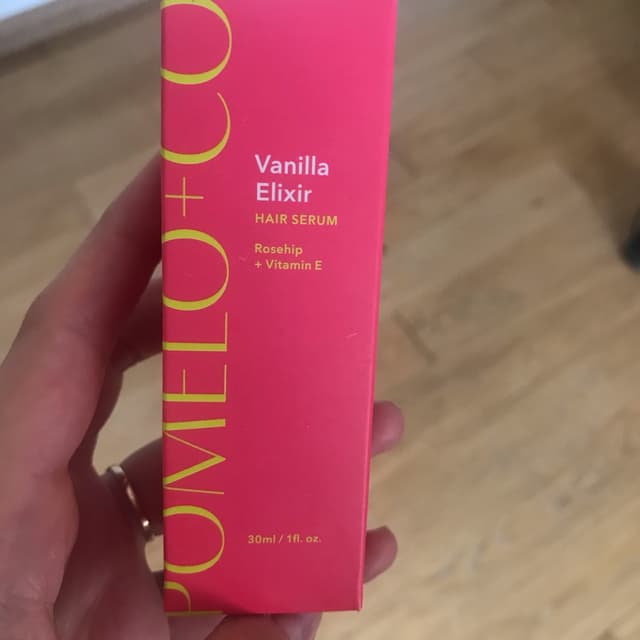 POMELO+CO
Vanilla
Elixir
HAIR SERUM
Rosehip
+ Vitamin E
30ml / 1fl. oz.